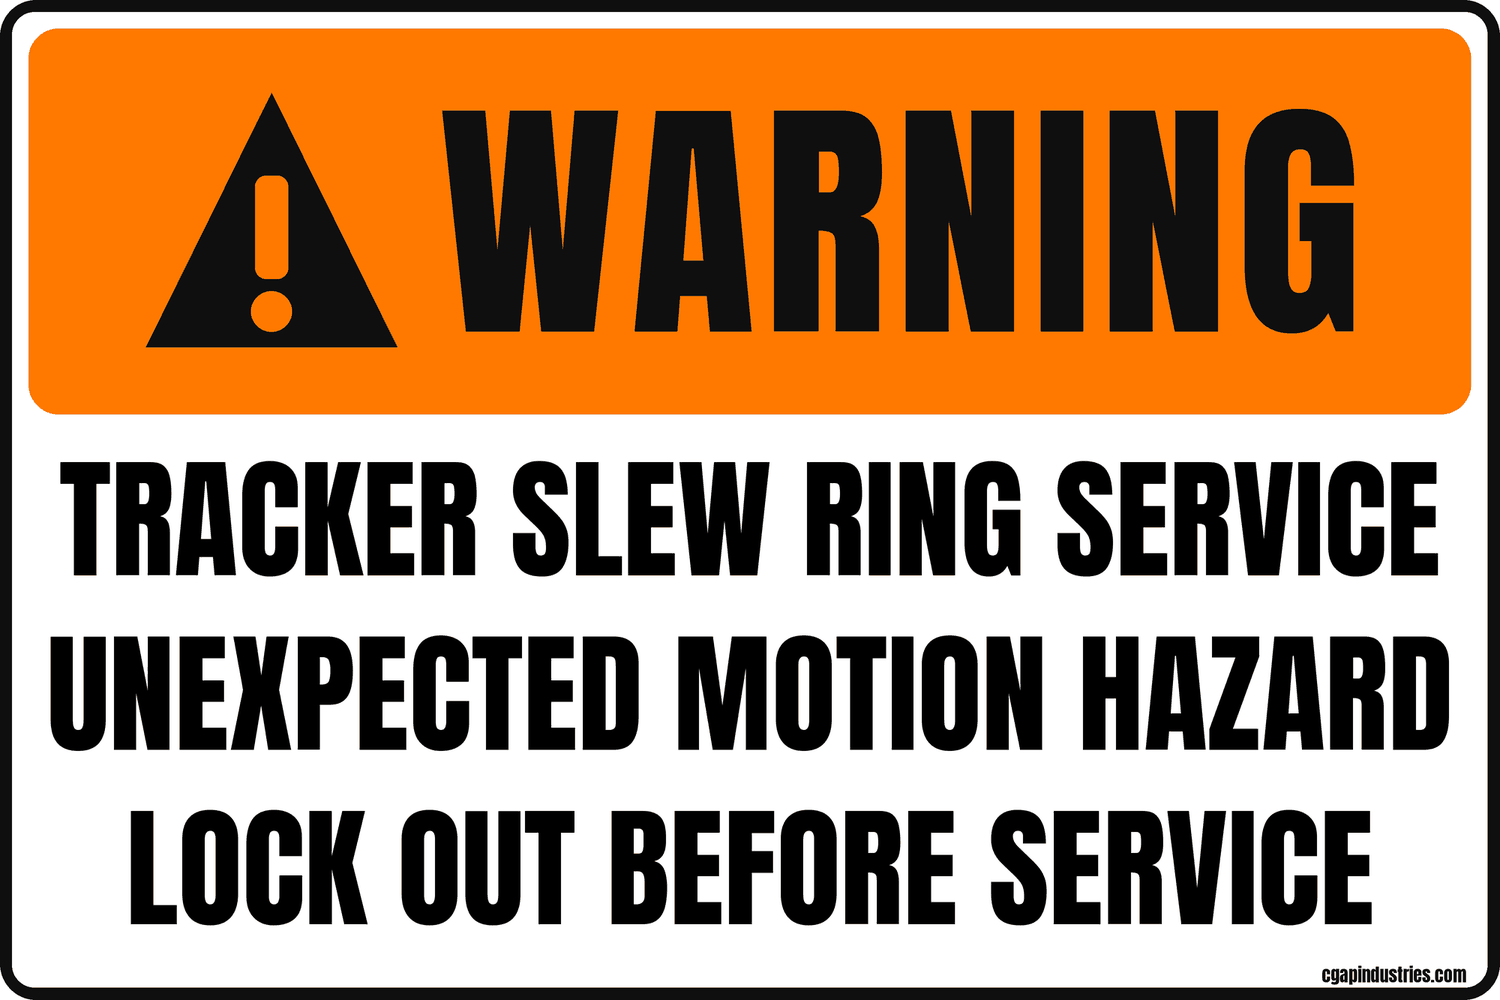 WARNING
TRACKER SLEW RING SERVICE
UNEXPECTED MOTION HAZARD
LOCK OUT BEFORE SERVICE
cgapindustries.com